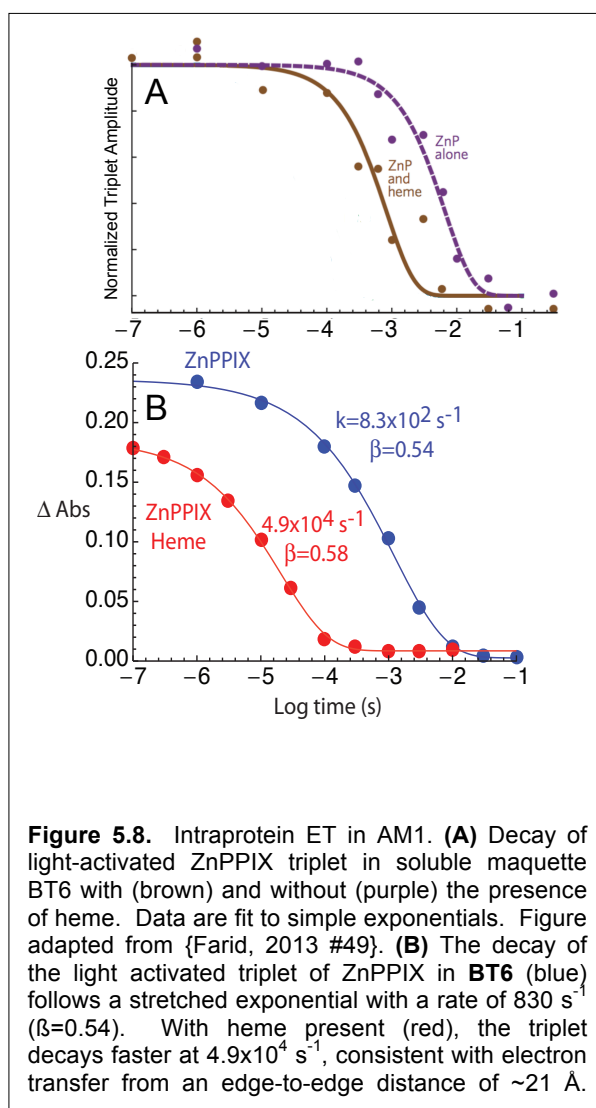 A
Normalized Triplet Amplitude
ZnP
alone
ZnP
and
heme
−7 −6 −5 −4 −3 −2 −1
0.25
0.20
0.15
0.10
0.05
0.00
Δ Abs
ZnPPIX
B
k=8.3x10² s⁻¹
β=0.54
ZnPPIX
Heme
4.9x10⁴ s⁻¹
β=0.58
−7 −6 −5 −4 −3 −2 −1
Log time (s)
Figure 5.8. Intraprotein ET in AM1. (A) Decay of
light-activated ZnPPIX triplet in soluble maquette
BT6 with (brown) and without (purple) the presence
of heme. Data are fit to simple exponentials. Figure
adapted from {Farid, 2013 #49}. (B) The decay of
the light activated triplet of ZnPPIX in BT6 (blue)
follows a stretched exponential with a rate of 830 s⁻¹
(ß=0.54). With heme present (red), the triplet
decays faster at 4.9x10⁴ s⁻¹, consistent with electron
transfer from an edge-to-edge distance of ~21 Å.